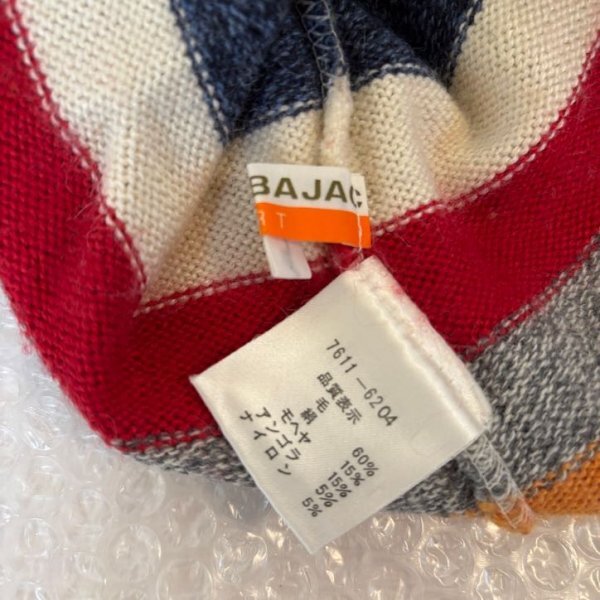 BAJAC
RT
7611-6204
品質表示
毛 60%
絹 15%
モヘヤ 15%
アンゴラ 5%
ナイロン 5%